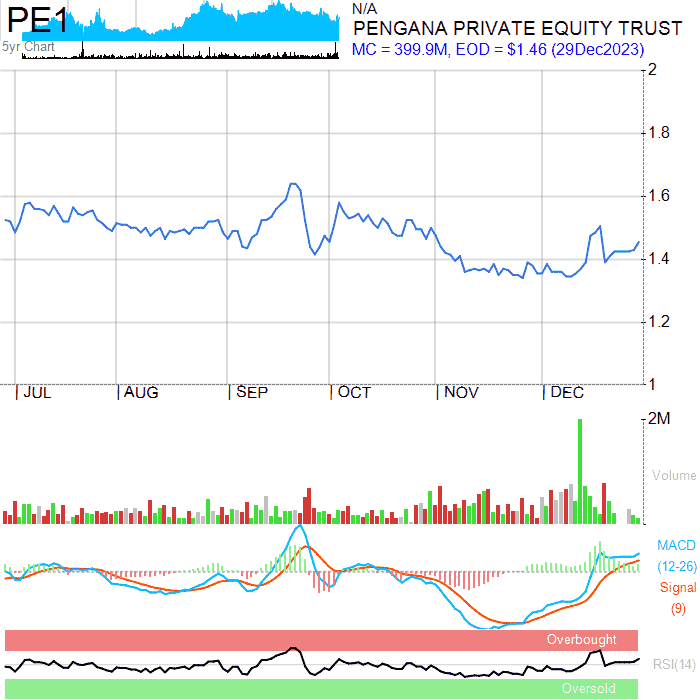 PE1
5yr Chart
N/A
PENGANA PRIVATE EQUITY TRUST
MC = 399.9M, EOD = $1.46 (29Dec2023)
2
1.8
1.6
1.4
1.2
1
JUL AUG SEP OCT NOV DEC
2M
Volume
MACD
(12-26)
Signal
(9)
Overbought
RSI(14)
Oversold